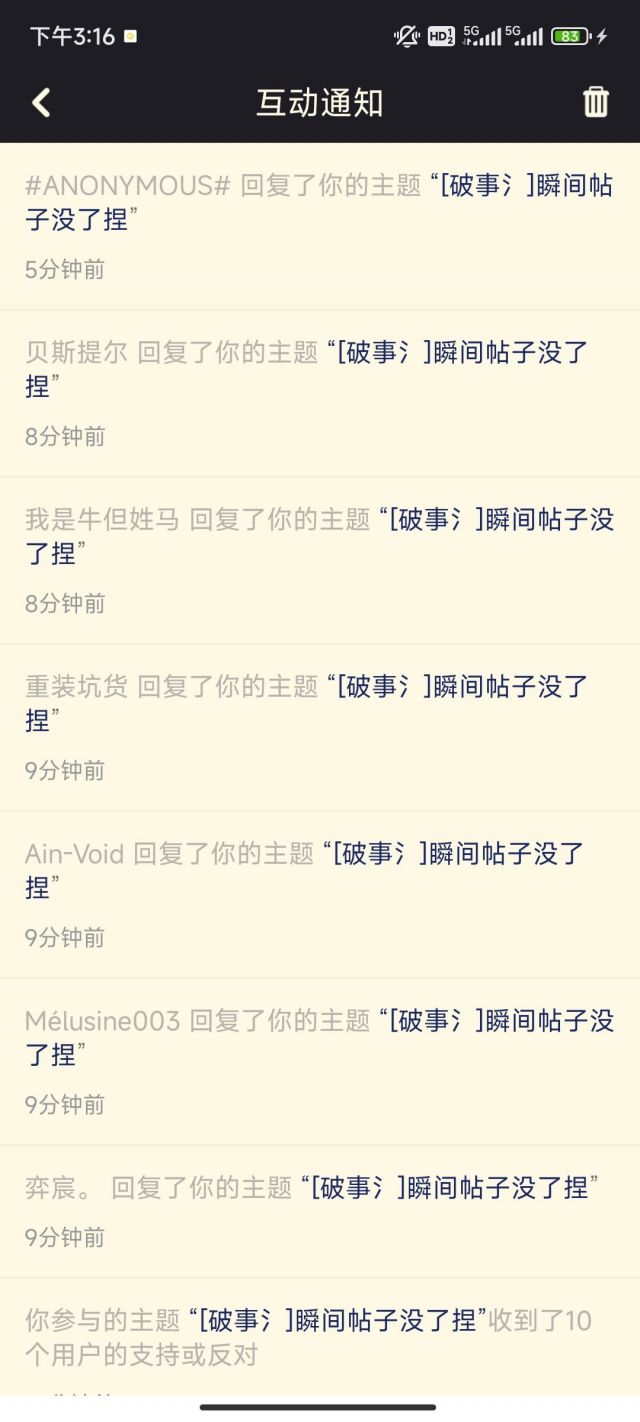 下午3:16
HD 1 2
5G
5G
83
互动通知
#ANONYMOUS# 回复了你的主题 “[破事氵]瞬间帖
子没了捏”
5分钟前
贝斯提尔 回复了你的主题 “[破事氵]瞬间帖子没了
捏”
8分钟前
我是牛但姓马 回复了你的主题 “[破事氵]瞬间帖子没
了捏”
8分钟前
重装坑货 回复了你的主题 “[破事氵]瞬间帖子没了
捏”
9分钟前
Ain-Void 回复了你的主题 “[破事氵]瞬间帖子没了
捏”
9分钟前
Mélusine003 回复了你的主题 “[破事氵]瞬间帖子没
了捏”
9分钟前
弈宸。 回复了你的主题 “[破事氵]瞬间帖子没了捏”
9分钟前
你参与的主题 “[破事氵]瞬间帖子没了捏”收到了10
个用户的支持或反对